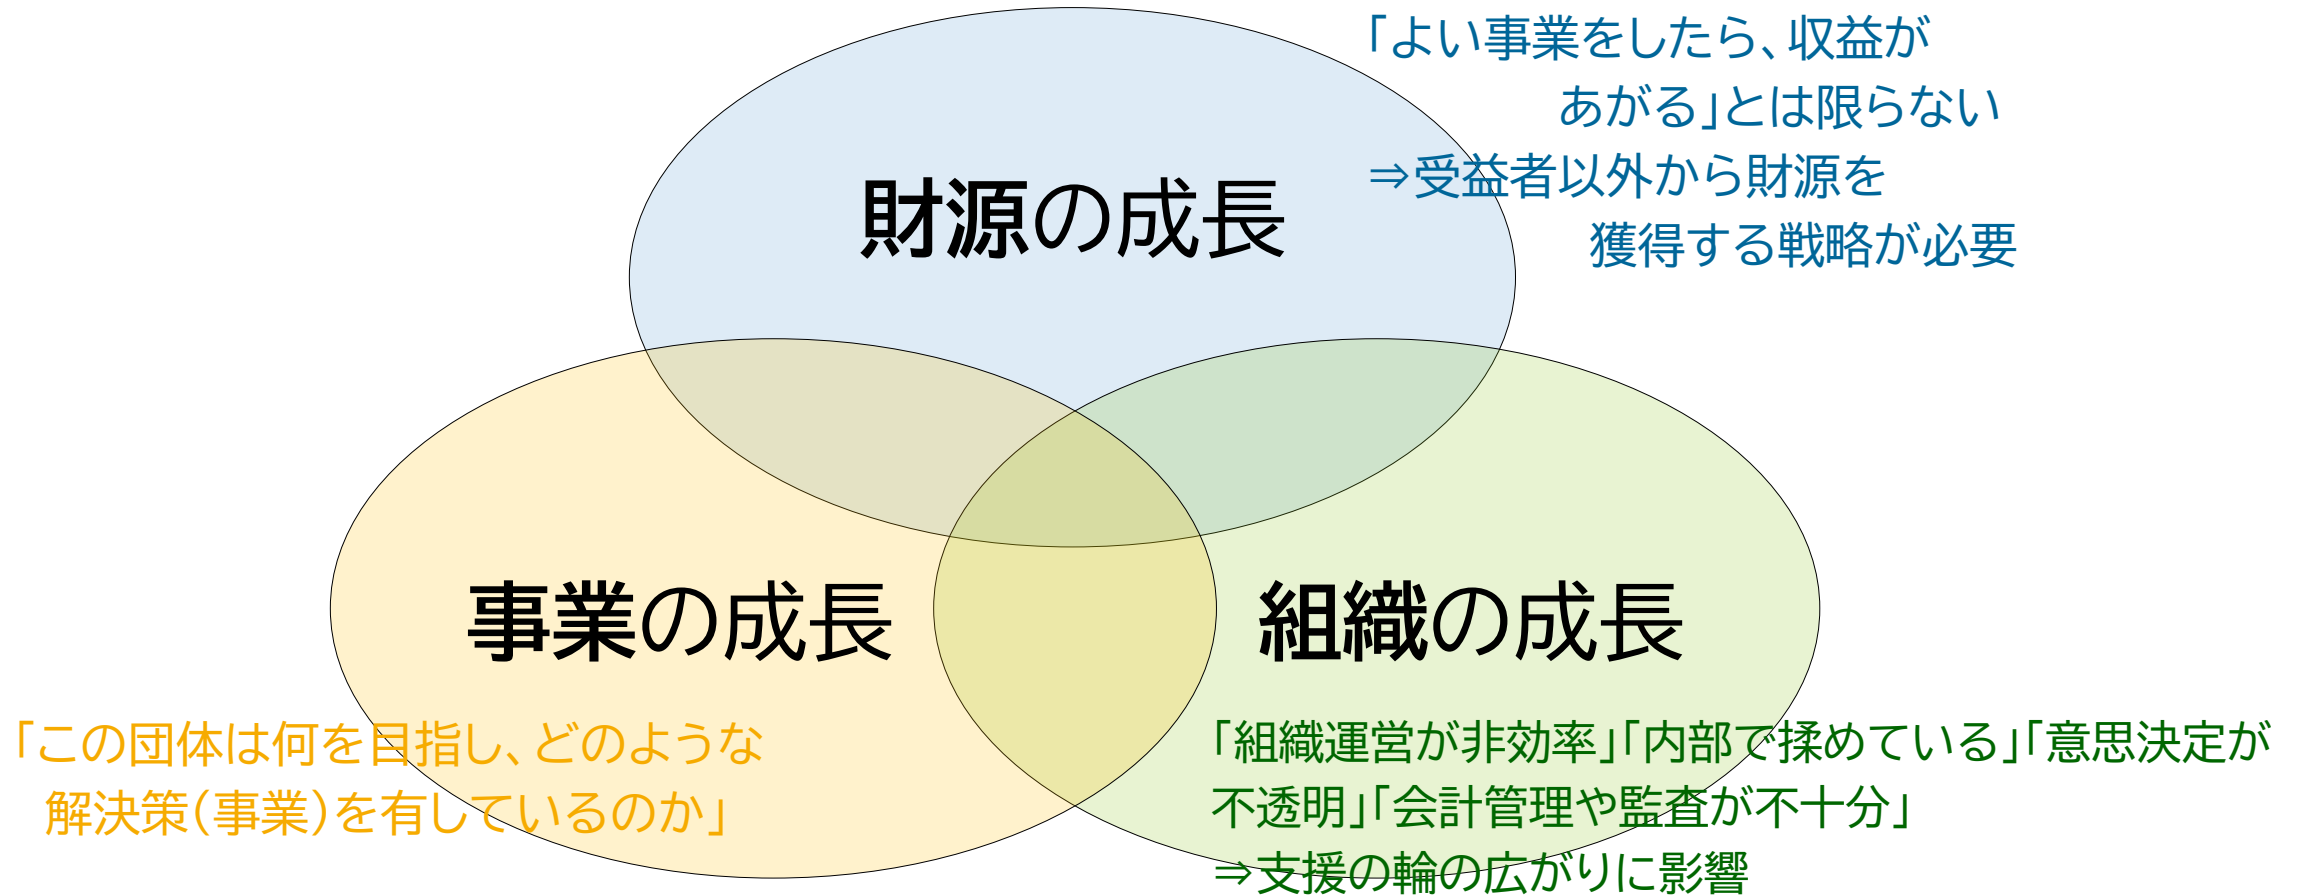 「よい事業をしたら、収益が
あがる」とは限らない
⇒受益者以外から財源を
獲得する戦略が必要
財源の成長
事業の成長
組織の成長
「この団体は何を目指し、どのような
解決策(事業)を有しているのか」
「組織運営が非効率」「内部で揉めている」「意思決定が
不透明」「会計管理や監査が不十分」
⇒支援の輪の広がりに影響